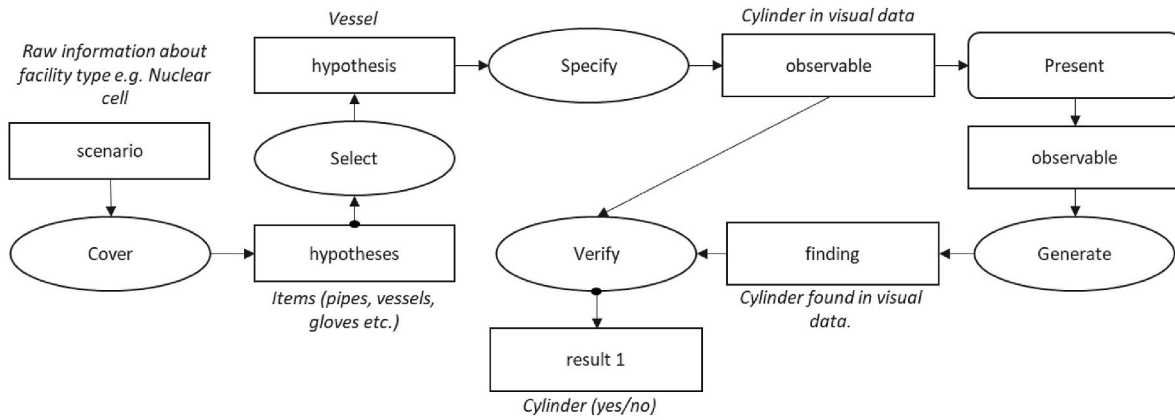 Raw information about
facility type e.g. Nuclear
cell
scenario
Cover
Vessel
hypothesis
Select
hypotheses
Items (pipes, vessels,
gloves etc.)
Specify
Cylinder in visual data
observable
Present
observable
Generate
finding
Cylinder found in visual
data.
Verify
result 1
Cylinder (yes/no)